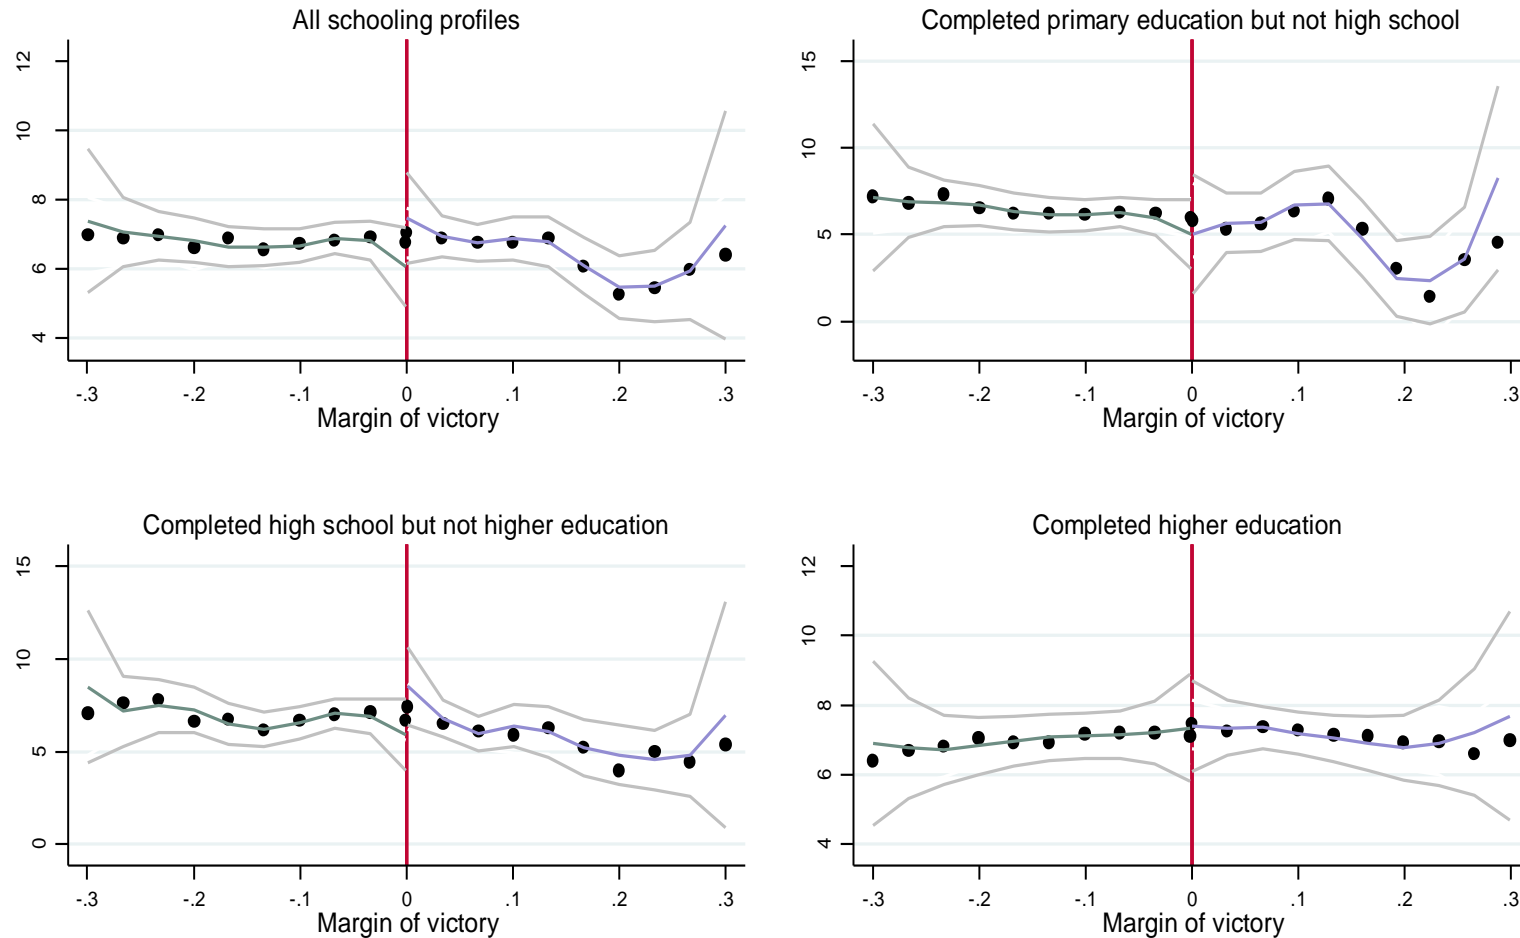 All schooling profiles
12
10
8
6
4
-.3 -.2 -.1 0 .1 .2 .3
Margin of victory
Completed primary education but not high school
15
10
5
0
-.3 -.2 -.1 0 .1 .2 .3
Margin of victory
Completed high school but not higher education
15
10
5
0
-.3 -.2 -.1 0 .1 .2 .3
Margin of victory
Completed higher education
12
10
8
6
4
-.3 -.2 -.1 0 .1 .2 .3
Margin of victory